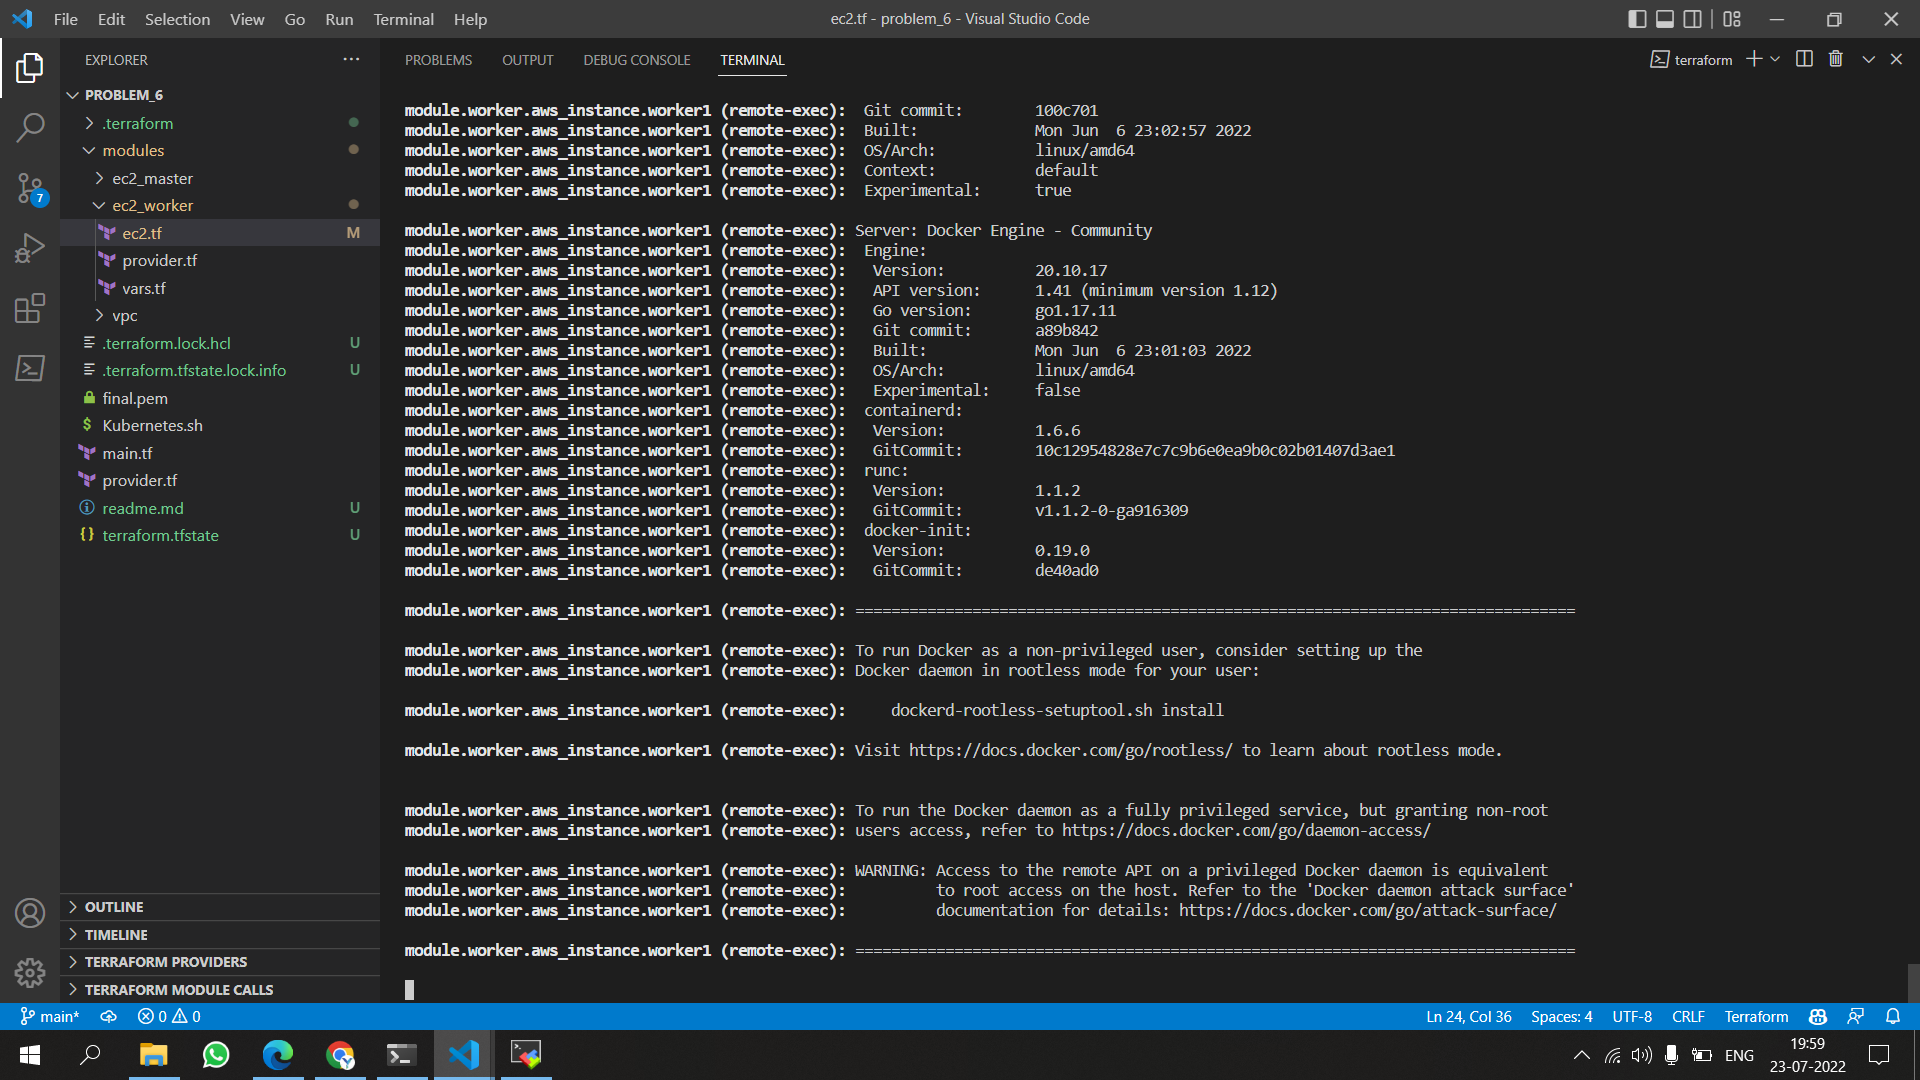 File Edit Selection View Go Run Terminal Help
ec2.tf - problem_6 - Visual Studio Code
EXPLORER
PROBLEM_6
.terraform
modules
ec2_master
ec2_worker
ec2.tf M
provider.tf
vars.tf
vpc
.terraform.lock.hcl U
.terraform.tfstate.lock.info U
final.pem
Kubernetes.sh
main.tf
provider.tf
readme.md U
terraform.tfstate U
7
OUTLINE
TIMELINE
TERRAFORM PROVIDERS
TERRAFORM MODULE CALLS
PROBLEMS OUTPUT DEBUG CONSOLE TERMINAL
terraform
module.worker.aws_instance.worker1 (remote-exec):  Git commit:        100c701
module.worker.aws_instance.worker1 (remote-exec):  Built:             Mon Jun  6 23:02:57 2022
module.worker.aws_instance.worker1 (remote-exec):  OS/Arch:           linux/amd64
module.worker.aws_instance.worker1 (remote-exec):  Context:           default
module.worker.aws_instance.worker1 (remote-exec):  Experimental:      true
module.worker.aws_instance.worker1 (remote-exec): Server: Docker Engine - Community
module.worker.aws_instance.worker1 (remote-exec):  Engine:
module.worker.aws_instance.worker1 (remote-exec):   Version:          20.10.17
module.worker.aws_instance.worker1 (remote-exec):   API version:      1.41 (minimum version 1.12)
module.worker.aws_instance.worker1 (remote-exec):   Go version:       go1.17.11
module.worker.aws_instance.worker1 (remote-exec):   Git commit:       a89b842
module.worker.aws_instance.worker1 (remote-exec):   Built:            Mon Jun  6 23:01:03 2022
module.worker.aws_instance.worker1 (remote-exec):   OS/Arch:          linux/amd64
module.worker.aws_instance.worker1 (remote-exec):   Experimental:     false
module.worker.aws_instance.worker1 (remote-exec):  containerd:
module.worker.aws_instance.worker1 (remote-exec):   Version:          1.6.6
module.worker.aws_instance.worker1 (remote-exec):   GitCommit:        10c12954828e7c7c9b6e0ea9b0c02b01407d3ae1
module.worker.aws_instance.worker1 (remote-exec):  runc:
module.worker.aws_instance.worker1 (remote-exec):   Version:          1.1.2
module.worker.aws_instance.worker1 (remote-exec):   GitCommit:        v1.1.2-0-ga916309
module.worker.aws_instance.worker1 (remote-exec):  docker-init:
module.worker.aws_instance.worker1 (remote-exec):   Version:          0.19.0
module.worker.aws_instance.worker1 (remote-exec):   GitCommit:        de40ad0
module.worker.aws_instance.worker1 (remote-exec): ================================================================================
module.worker.aws_instance.worker1 (remote-exec): To run Docker as a non-privileged user, consider setting up the
module.worker.aws_instance.worker1 (remote-exec): Docker daemon in rootless mode for your user:
module.worker.aws_instance.worker1 (remote-exec):     dockerd-rootless-setuptool.sh install
module.worker.aws_instance.worker1 (remote-exec): Visit https://docs.docker.com/go/rootless/ to learn about rootless mode.
module.worker.aws_instance.worker1 (remote-exec): To run the Docker daemon as a fully privileged service, but granting non-root
module.worker.aws_instance.worker1 (remote-exec): users access, refer to https://docs.docker.com/go/daemon-access/
module.worker.aws_instance.worker1 (remote-exec): WARNING: Access to the remote API on a privileged Docker daemon is equivalent
module.worker.aws_instance.worker1 (remote-exec):          to root access on the host. Refer to the 'Docker daemon attack surface'
module.worker.aws_instance.worker1 (remote-exec):          documentation for details: https://docs.docker.com/go/attack-surface/
module.worker.aws_instance.worker1 (remote-exec): ================================================================================
main* 0 0 Ln 24, Col 36 Spaces: 4 UTF-8 CRLF Terraform
ENG
19:59
23-07-2022